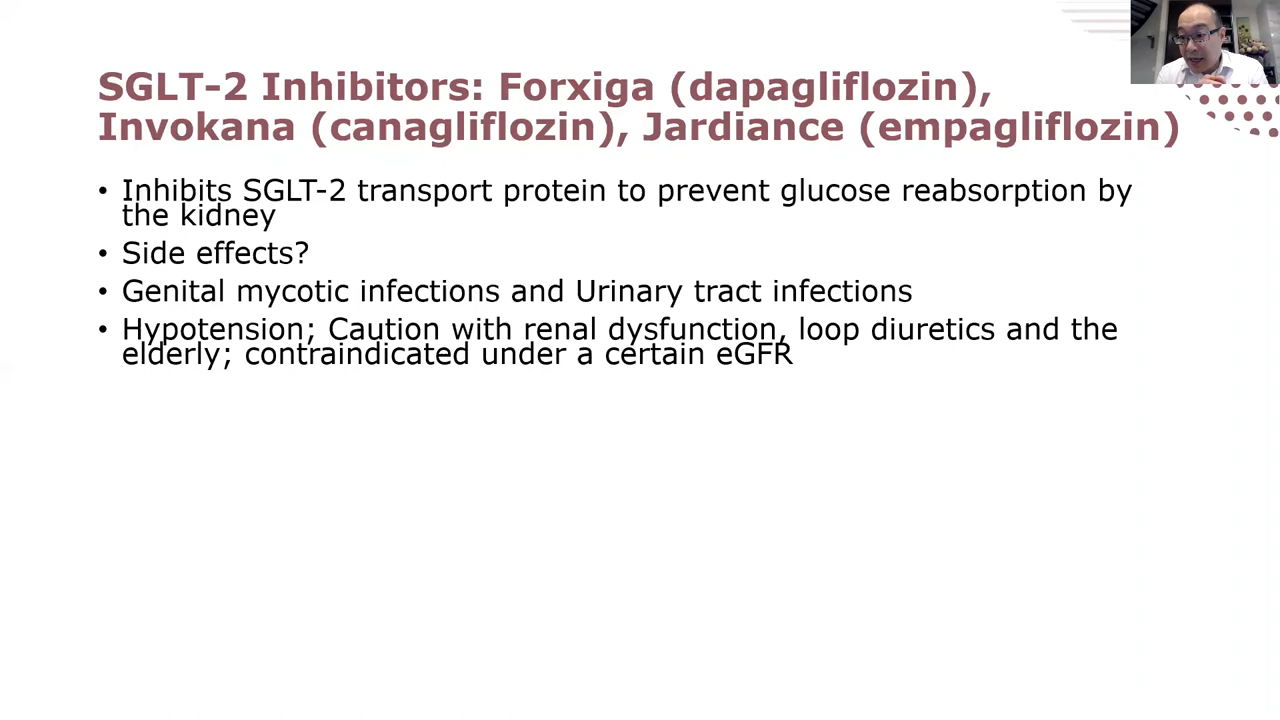 SGLT-2 Inhibitors: Forxiga (dapagliflozin),
Invokana (canagliflozin), Jardiance (empagliflozin)
• Inhibits SGLT-2 transport protein to prevent glucose reabsorption by
the kidney
• Side effects?
• Genital mycotic infections and Urinary tract infections
• Hypotension; Caution with renal dysfunction, loop diuretics and the
elderly; contraindicated under a certain eGFR